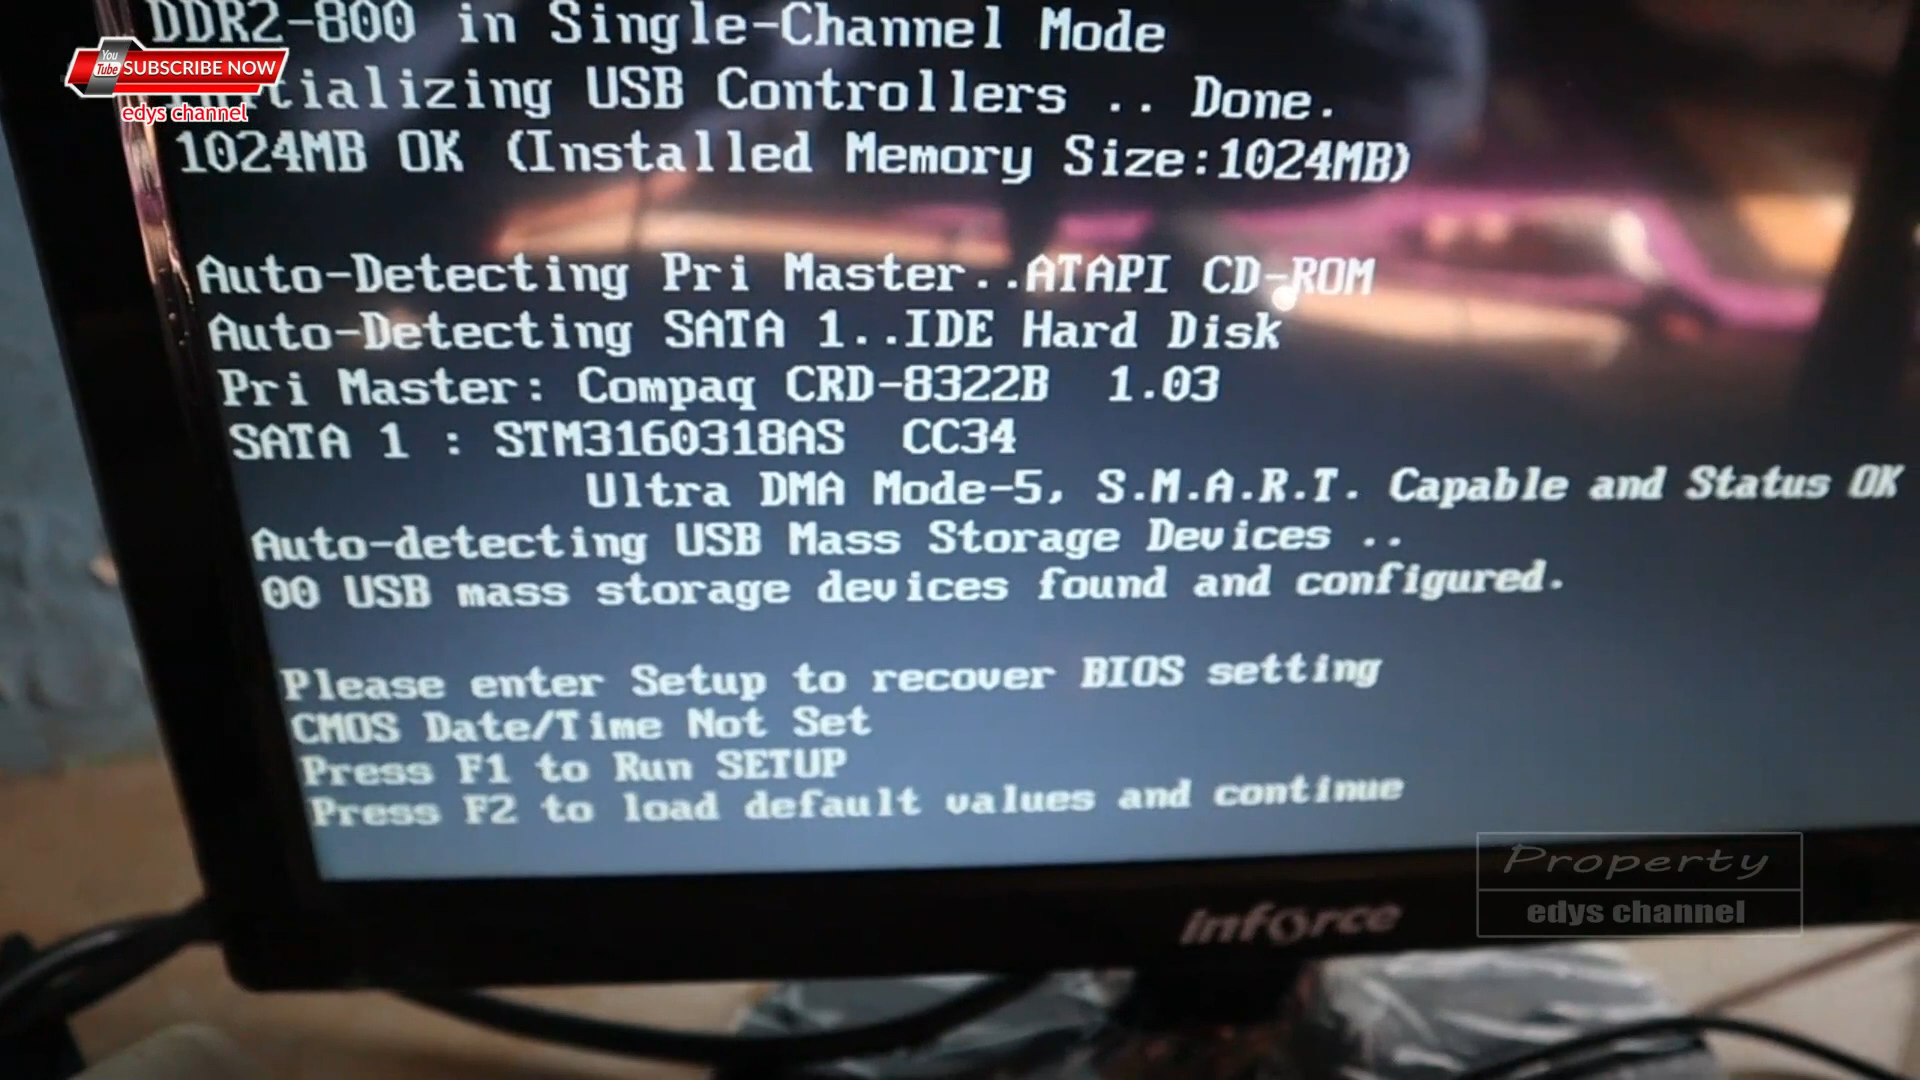 DDR2-800 in Single-Channel Mode
You
Tube
SUBSCRIBE NOW
edys channel
Initializing USB Controllers .. Done.
1024MB OK (Installed Memory Size:1024MB)
Auto-Detecting Pri Master..ATAPI CD-ROM
Auto-Detecting SATA 1..IDE Hard Disk
Pri Master: Compaq CRD-8322B 1.03
SATA 1 : STM3160318AS CC34
Ultra DMA Mode-5, S.M.A.R.T. Capable and Status OK
Auto-detecting USB Mass Storage Devices ..
00 USB mass storage devices found and configured.
Please enter Setup to recover BIOS setting
CMOS Date/Time Not Set
Press F1 to Run SETUP
Press F2 to load default values and continue
Property
edys channel
inforce